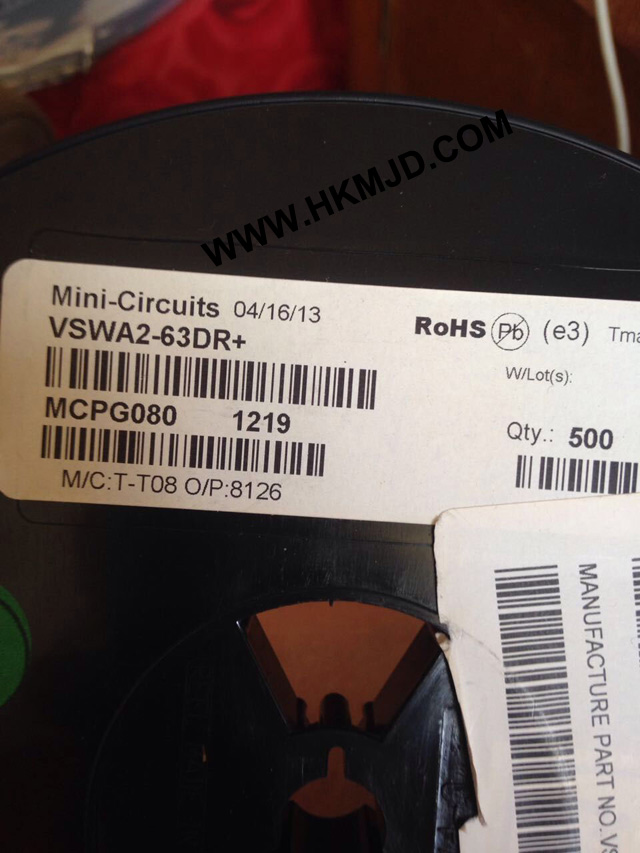 WWW.HKMJD.COM
Mini-Circuits 04/16/13
VSWA2-63DR+
MCPG080 1219
M/C:T-T08 O/P:8126
RoHS Pb (e3)
W/Lot(s):
Qty.: 500
MANUFACTURE PART NO.